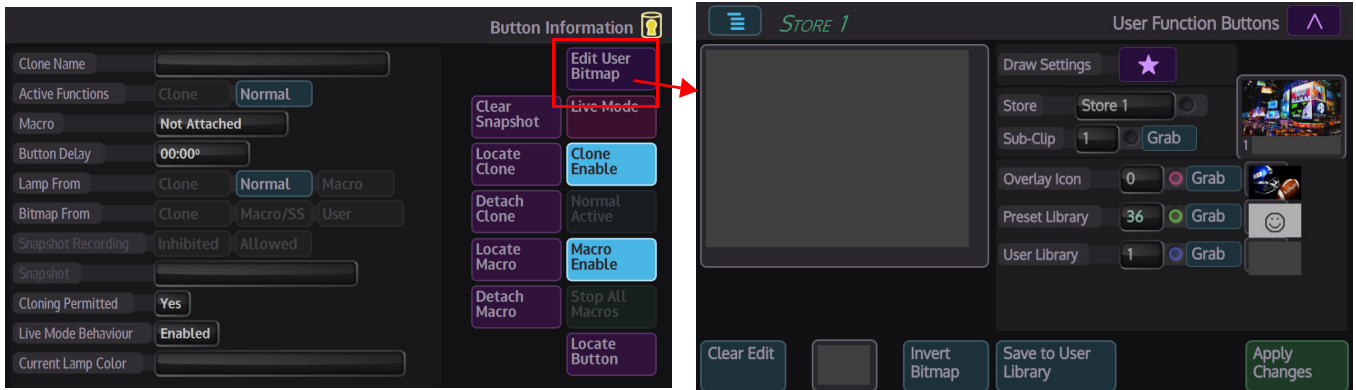 Button Information
Clone Name
Edit User
Bitmap
Active Functions Clone Normal
Clear
Snapshot
Live Mode
Macro Not Attached
Button Delay 00:00⁰
Locate
Clone
Clone
Enable
Lamp From Clone Normal Macro
Detach
Clone
Normal
Active
Bitmap From Clone Macro/SS User
Snapshot Recording Inhibited Allowed
Locate
Macro
Macro
Enable
Snapshot
Cloning Permitted Yes
Detach
Macro
Stop All
Macros
Live Mode Behaviour Enabled
Locate
Button
Current Lamp Color
STORE 1
User Function Buttons
Draw Settings
Store Store 1
Sub-Clip 1 Grab
1
Overlay Icon 0 Grab
Preset Library 36 Grab
User Library 1 Grab
Clear Edit
Invert
Bitmap
Save to User
Library
Apply
Changes